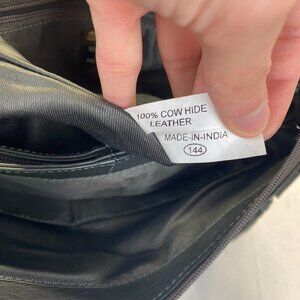 100% COW HIDE
LEATHER
MADE-IN-INDIA
144